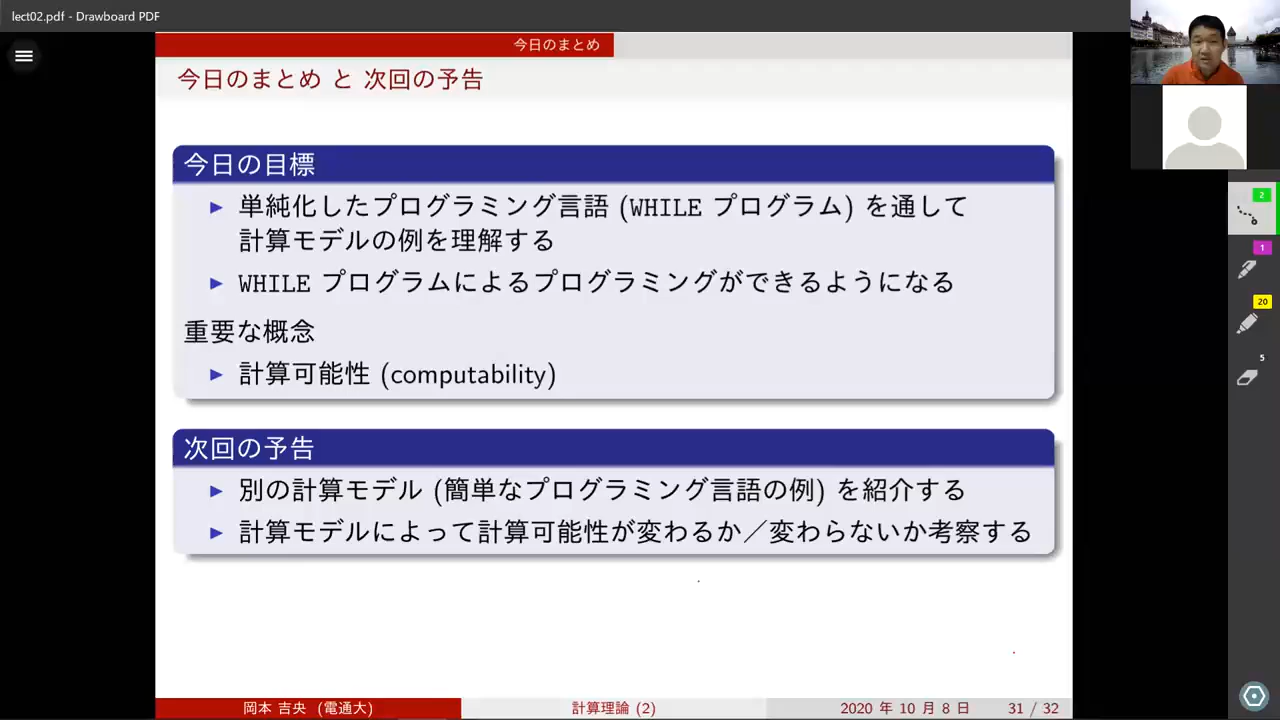 lect02.pdf - Drawboard PDF
今日のまとめ
今日のまとめ と 次回の予告
今日の目標
▶ 単純化したプログラミング言語 (WHILE プログラム) を通して
計算モデルの例を理解する
▶ WHILE プログラムによるプログラミングができるようになる
重要な概念
▶ 計算可能性 (computability)
次回の予告
▶ 別の計算モデル (簡単なプログラミング言語の例) を紹介する
▶ 計算モデルによって計算可能性が変わるか／変わらないか考察する
岡本 吉央 (電通大)
計算理論 (2)
2020 年 10 月 8 日
31 / 32
2
1
20
5